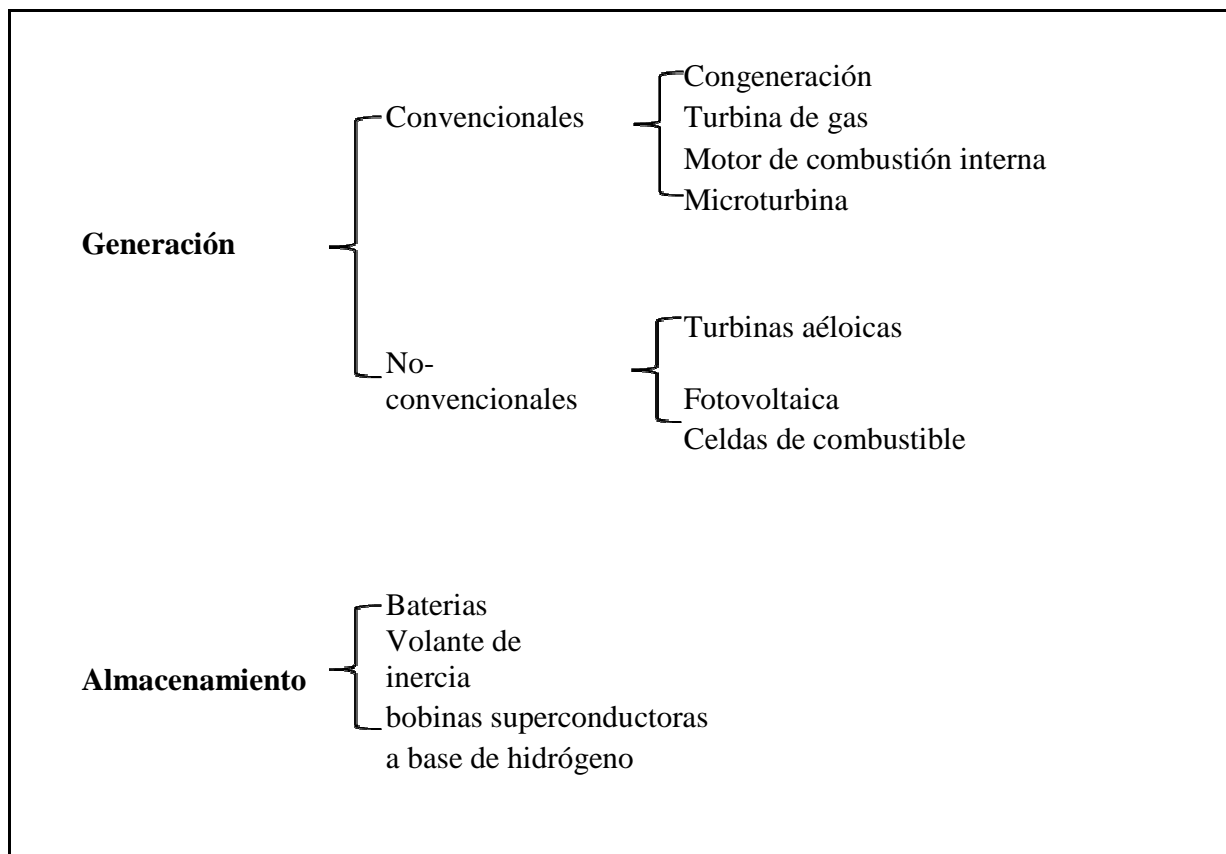 Congeneración
Convencionales
Turbina de gas
Motor de combustión interna
Microturbina
Generación
Turbinas aéloicas
No-
convencionales
Fotovoltaica
Celdas de combustible
Baterias
Volante de
inercia
Almacenamiento
bobinas superconductoras
a base de hidrógeno